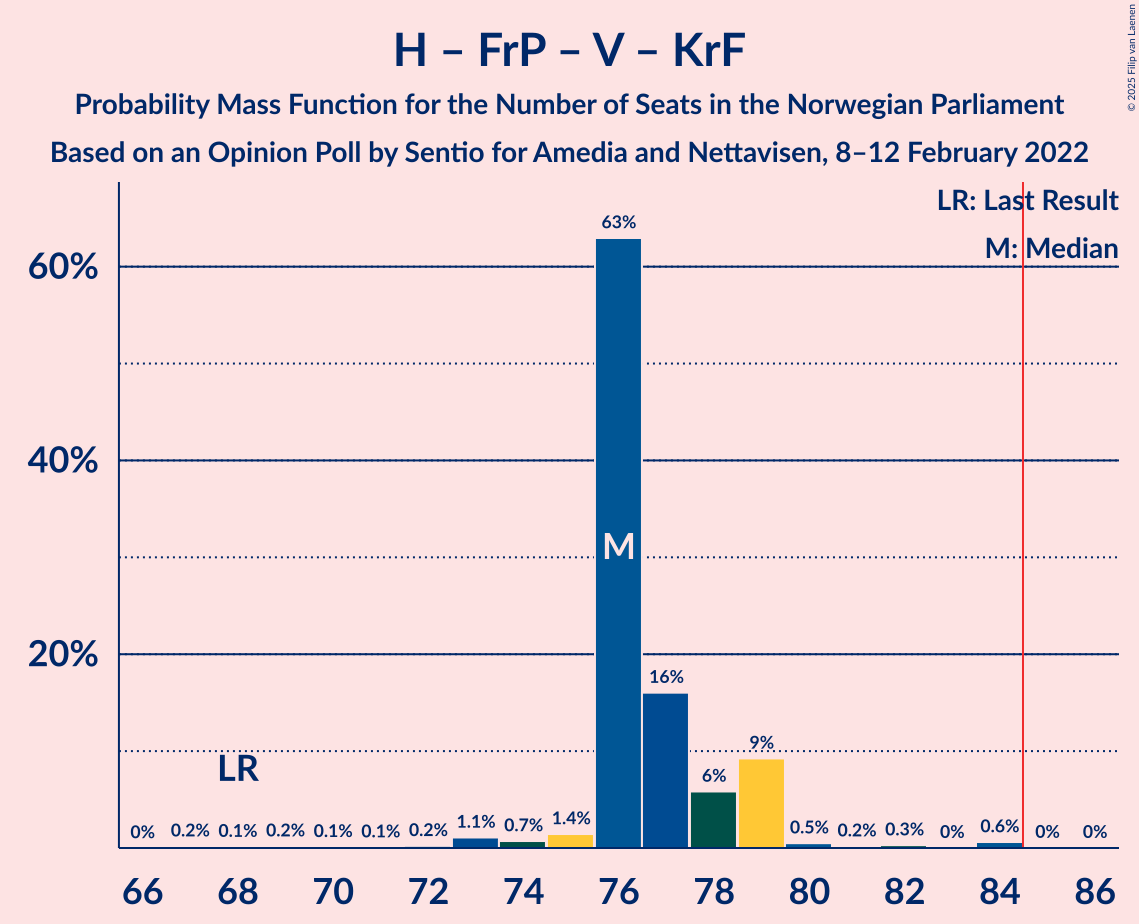 H – FrP – V – KrF
Probability Mass Function for the Number of Seats in the Norwegian Parliament
Based on an Opinion Poll by Sentio for Amedia and Nettavisen, 8–12 February 2022
© 2025 Filip van Laenen
LR: Last Result
M: Median
60%
40%
20%
63%
M
16%
9%
6%
LR
0% 0.2% 0.1% 0.2% 0.1% 0.1% 0.2% 1.1% 0.7% 1.4% 0.5% 0.2% 0.3% 0% 0.6% 0% 0%
66 68 70 72 74 76 78 80 82 84 86